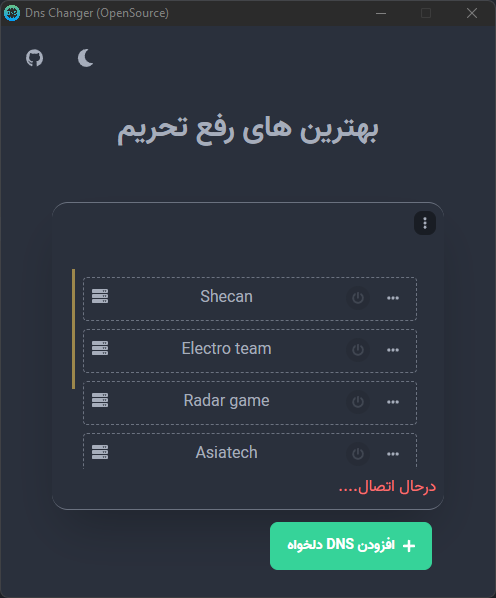 Dns Changer (OpenSource)
بهترین های رفع تحریم
Shecan
Electro team
Radar game
Asiatech
درحال اتصال....
افزودن DNS دلخواه